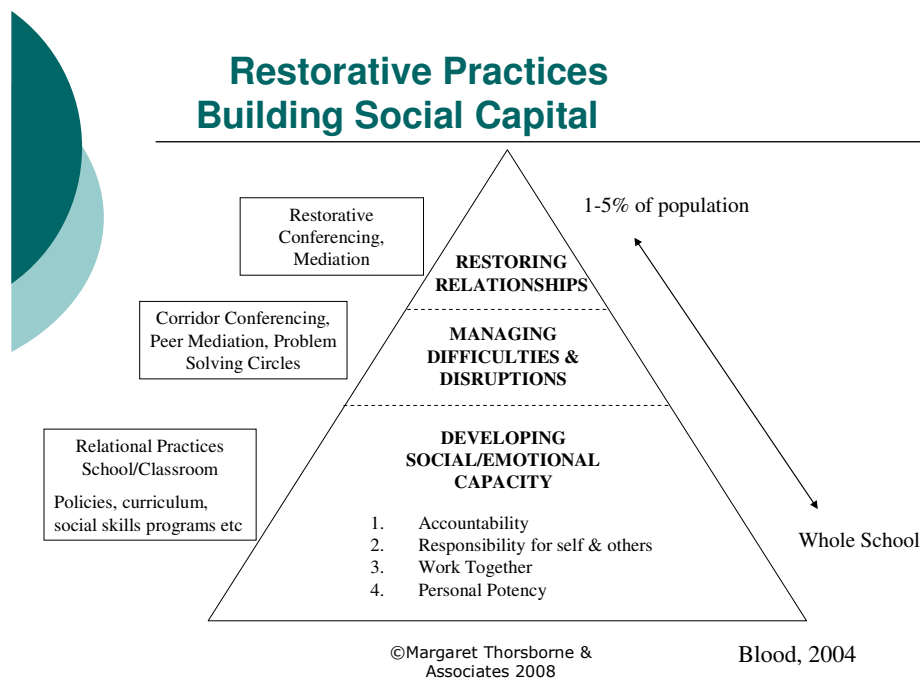 Restorative Practices
Building Social Capital
1-5% of population
Restorative
Conferencing,
Mediation
RESTORING
RELATIONSHIPS
Corridor Conferencing,
Peer Mediation, Problem
Solving Circles
MANAGING
DIFFICULTIES &
DISRUPTIONS
Relational Practices
School/Classroom
Policies, curriculum,
social skills programs etc
DEVELOPING
SOCIAL/EMOTIONAL
CAPACITY
1. Accountability
2. Responsibility for self & others
3. Work Together
4. Personal Potency
Whole School
©Margaret Thorsborne &
Associates 2008
Blood, 2004